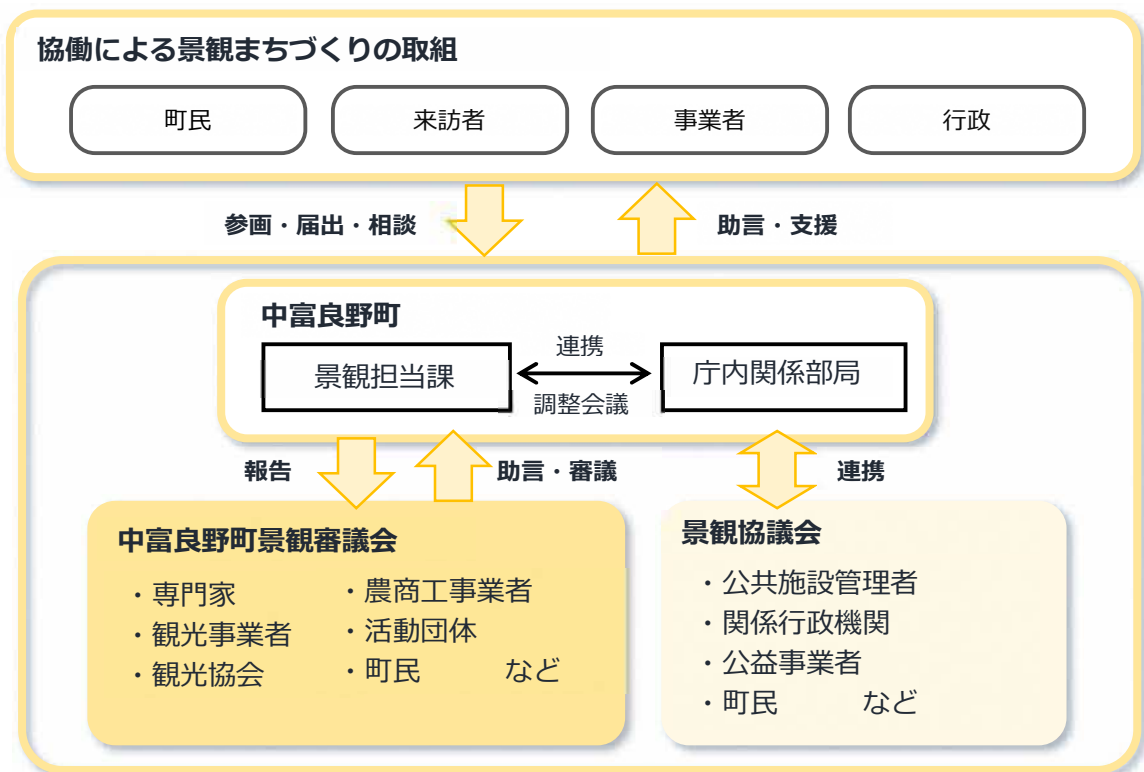 協働による景観まちづくりの取組
町民
来訪者
事業者
行政
参画・届出・相談
助言・支援
中富良野町
景観担当課
連携
調整会議
庁内関係部局
報告
助言・審議
連携
中富良野町景観審議会
・専門家
・観光事業者
・観光協会
・農商工事業者
・活動団体
・町民 など
景観協議会
・公共施設管理者
・関係行政機関
・公益事業者
・町民 など